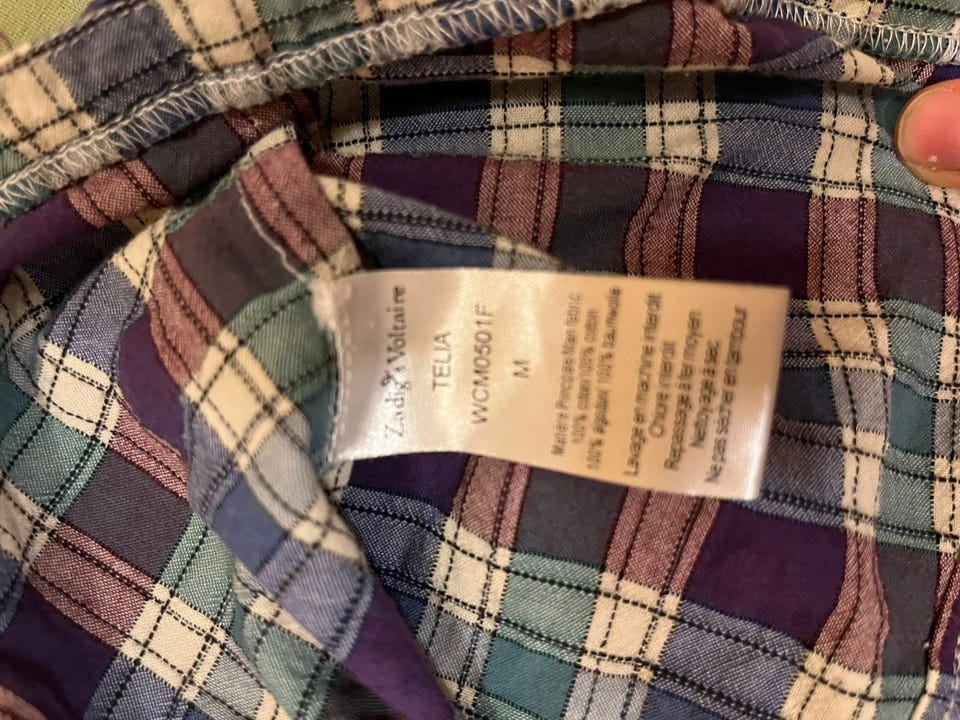 Zadig & Voltaire
TELIA
WCM0501F
M
Matière Principale/Main fabric
100% coton/100% cotton
100% algodón/100% baumwolle
Lavage en machine interdit
Chlore interdit
Repassage à fer moyen
Nettoyage à sec
Ne pas sécher en tambour